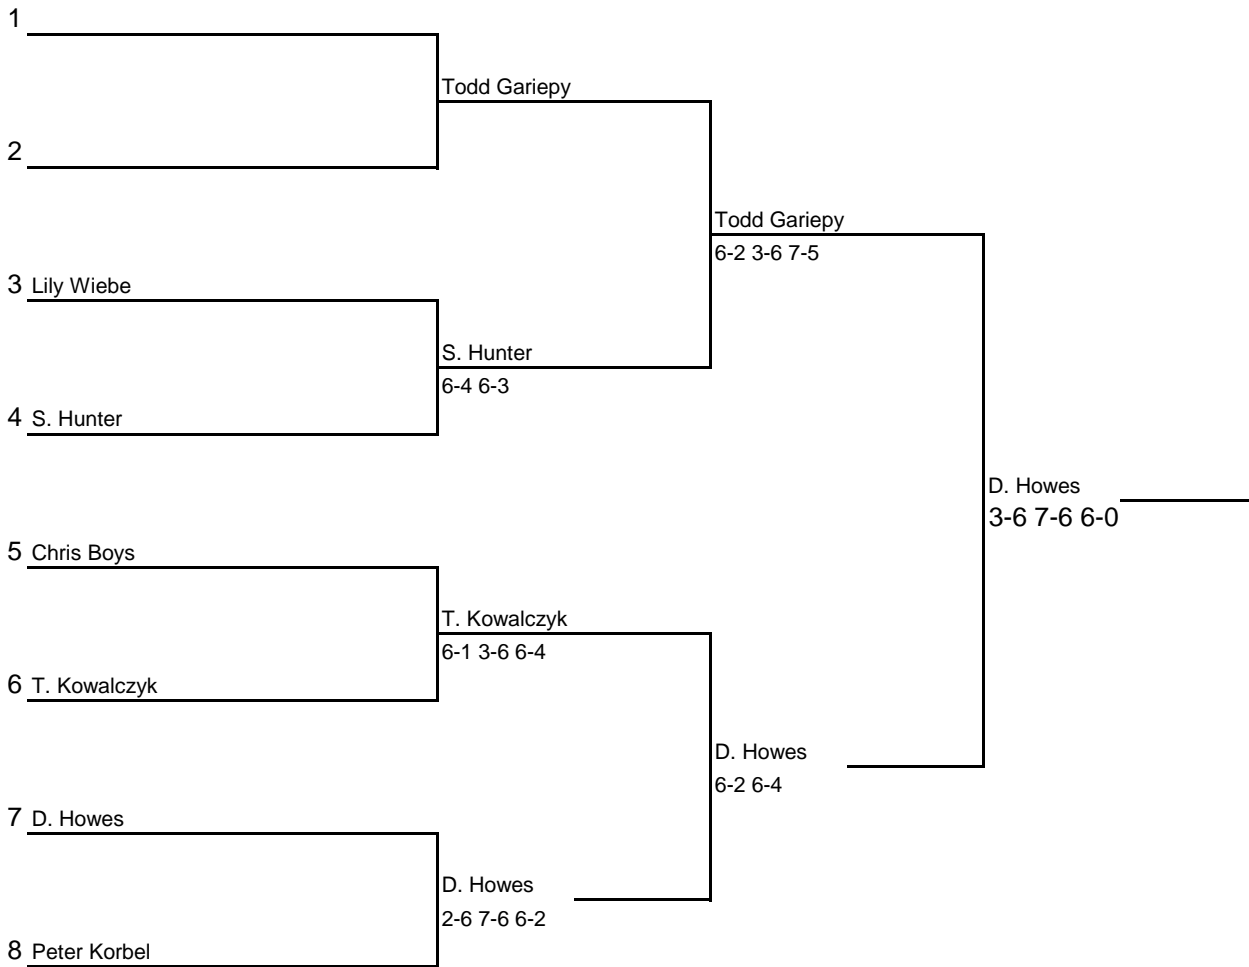 1
Todd Gariepy
2
Todd Gariepy
6-2 3-6 7-5
3 Lily Wiebe
S. Hunter
6-4 6-3
4 S. Hunter
D. Howes
3-6 7-6 6-0
5 Chris Boys
T. Kowalczyk
6-1 3-6 6-4
6 T. Kowalczyk
D. Howes
6-2 6-4
7 D. Howes
D. Howes
2-6 7-6 6-2
8 Peter Korbel